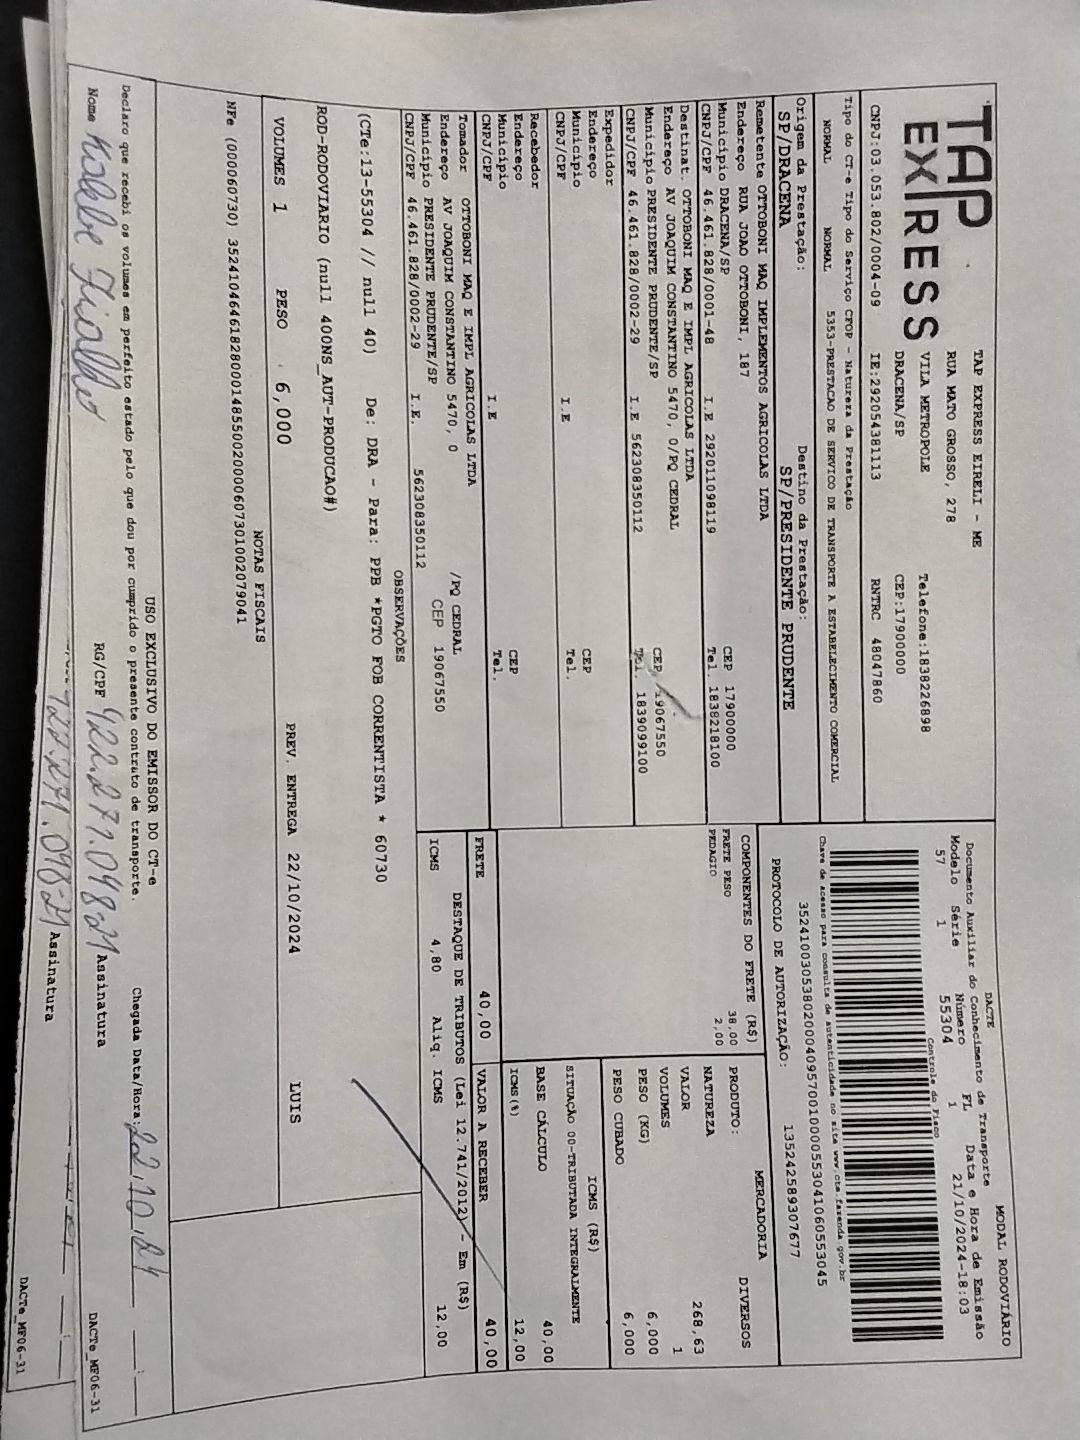 TAP
EXPRESS
TAP EXPRESS EIRELI - ME
RUA MATO GROSSO, 278
VILA METROPOLE
DRACENA/SP
Telefone:1838226898
CEP:17900000
CNPJ:03.053.802/0004-09 IE:292054381113 RNTRC 48047860
MODAL RODOVIÁRIO
DACTE
Documento Auxiliar do Conhecimento de Transporte
Modelo Série Número FL Data e Hora de Emissão
57 1 55304 1 21/10/2024-18:03
Controle do Fisco
Chave de acesso para consulta de autenticidade no site www.cte.fazenda.gov.br
35241003053802000409570010000553041060553045
PROTOCOLO DE AUTORIZAÇÃO: 135242589307677
Tipo do CT-e Tipo do Serviço CFOP - Natureza da Prestação
NORMAL NORMAL 5353-PRESTACAO DE SERVICO DE TRANSPORTE A ESTABELECIMENTO COMERCIAL
Origem da Prestação: Destino da Prestação:
SP/DRACENA SP/PRESIDENTE PRUDENTE
Remetente OTTOBONI MAQ IMPLEMENTOS AGRICOLAS LTDA
Endereço RUA JOAO OTTOBONI, 187
Município DRACENA/SP CEP 17900000
CNPJ/CPF 46.461.828/0001-48 I.E 292011098119 Tel. 1838218100
Destinat. OTTOBONI MAQ E IMPL AGRICOLAS LTDA
Endereço AV JOAQUIM CONSTANTINO 5470, 0/PQ CEDRAL
Município PRESIDENTE PRUDENTE/SP CEP 19067550
CNPJ/CPF 46.461.828/0002-29 I.E 562308350112 Tel. 1839099100
Expedidor
Endereço
Município CEP
CNPJ/CPF I.E Tel.
Recebedor
Endereço
Município CEP
CNPJ/CPF I.E Tel.
Tomador OTTOBONI MAQ E IMPL AGRICOLAS LTDA
Endereço AV JOAQUIM CONSTANTINO 5470, 0 /PQ CEDRAL
Município PRESIDENTE PRUDENTE/SP CEP 19067550
CNPJ/CPF 46.461.828/0002-29 I.E. 562308350112
COMPONENTES DO FRETE (R$)
FRETE PESO 38,00
PEDAGIO 2,00
MERCADORIA
PRODUTO: DIVERSOS
NATUREZA
VALOR 268,63
VOLUMES 1
PESO (KG) 6,000
PESO CUBADO 6,000
ICMS (R$)
SITUAÇÃO 00-TRIBUTADA INTEGRALMENTE
BASE CÁLCULO 40,00
ICMS(%) 12,00
FRETE 40,00 VALOR A RECEBER 40,00
DESTAQUE DE TRIBUTOS (Lei 12.741/2012) - Em (R$)
ICMS 4,80 Aliq. ICMS 12,00
OBSERVAÇÕES
(CTe:13-55304 // null 40) De: DRA - Para: PPB *PGTO FOB CORRENTISTA * 60730
ROD-RODOVIARIO (null 400NS_AUT-PRODUCAO#)
VOLUMES 1 PESO 6,000 PREV. ENTREGA 22/10/2024 LUIS
NOTAS FISCAIS
NFe (000060730) 35241046461828000148550020000607301002079041
USO EXCLUSIVO DO EMISSOR DO CT-e
Declaro que recebi os volumes em perfeito estado pelo que dou por cumprido o presente contrato de transporte. Chegada Data/Hora: 22,10,24 :
Nome RG/CPF 422.271.098-21 Assinatura
DACTe_MF06-31
Assinatura
DACTe_MF06-31